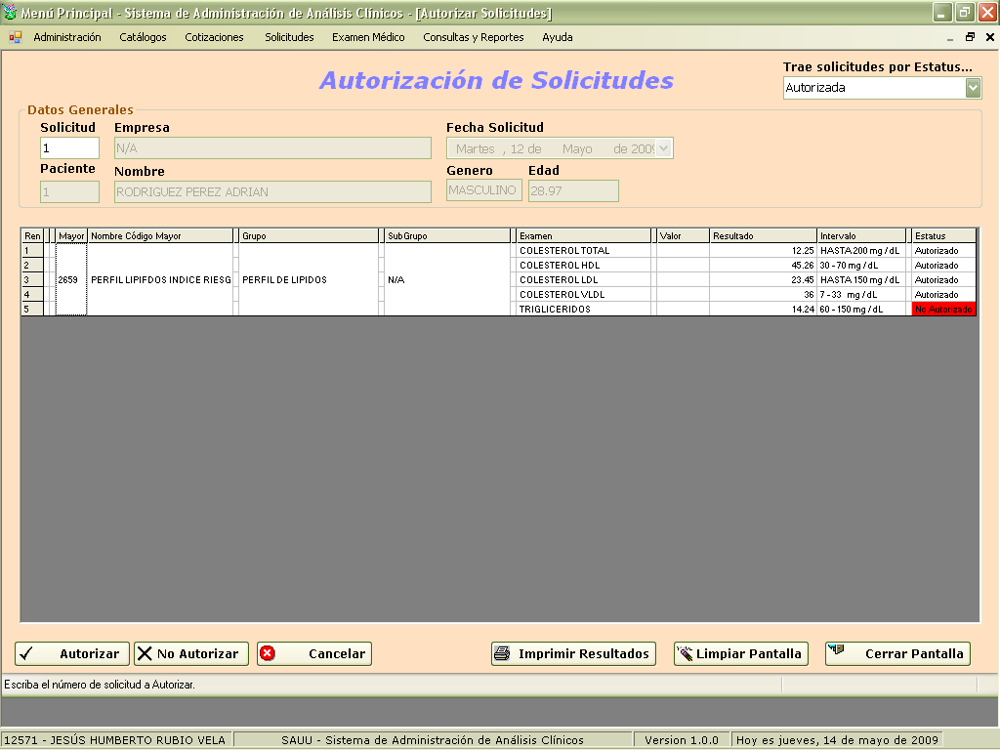 Menú Principal - Sistema de Administración de Análisis Clínicos - [Autorizar Solicitudes]
Administración Catálogos Cotizaciones Solicitudes Examen Médico Consultas y Reportes Ayuda
Autorización de Solicitudes
Trae solicitudes por Estatus...
Autorizada
Datos Generales
Solicitud Empresa Fecha Solicitud
1 N/A Martes , 12 de Mayo de 2009
Paciente Nombre Genero Edad
1 RODRIGUEZ PEREZ ADRIAN MASCULINO 28.97
Ren Mayor Nombre Código Mayor Grupo SubGrupo Examen Valor Resultado Intervalo Estatus
1 COLESTEROL TOTAL 12.25 HASTA 200 mg / dL Autorizado
2 COLESTEROL HDL 45.26 30 - 70 mg / dL Autorizado
3 2659 PERFIL LIPIFDOS INDICE RIESG PERFIL DE LIPIDOS N/A COLESTEROL LDL 23.45 HASTA 150 mg / dL Autorizado
4 COLESTEROL VLDL 36 7 - 33 mg / dL Autorizado
5 TRIGLICERIDOS 14.24 60 - 150 mg / dL No Autorizado
Autorizar No Autorizar Cancelar Imprimir Resultados Limpiar Pantalla Cerrar Pantalla
Escriba el número de solicitud a Autorizar.
12571 - JESÚS HUMBERTO RUBIO VELA SAUU - Sistema de Administración de Análisis Clínicos Version 1.0.0 Hoy es jueves, 14 de mayo de 2009